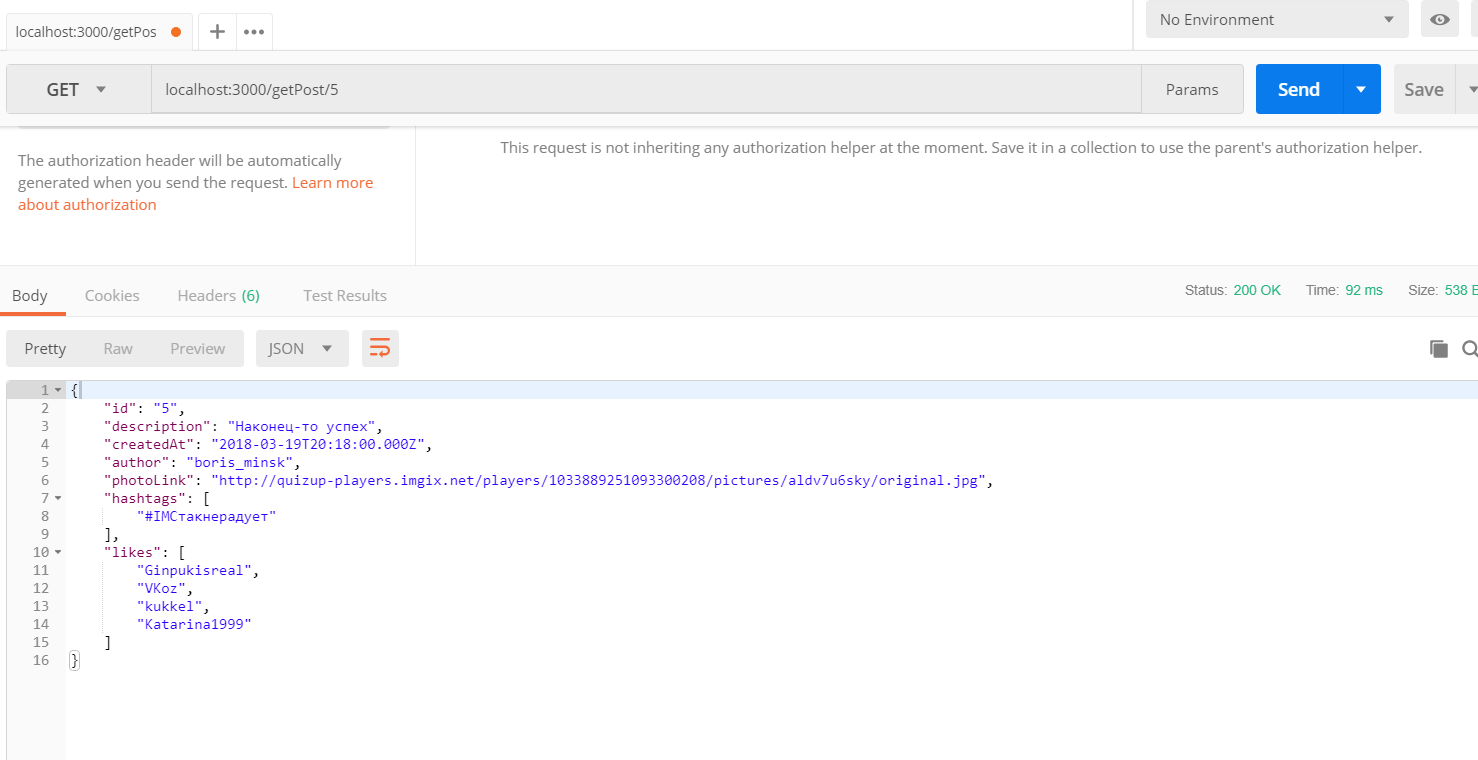 localhost:3000/getPos
No Environment
GET localhost:3000/getPost/5 Params Send Save
The authorization header will be automatically
generated when you send the request. Learn more
about authorization
This request is not inheriting any authorization helper at the moment. Save it in a collection to use the parent's authorization helper.
Body Cookies Headers (6) Test Results Status: 200 OK Time: 92 ms Size: 538
Pretty Raw Preview JSON
1 {
2 "id": "5",
3 "description": "Наконец-то успех",
4 "createdAt": "2018-03-19T20:18:00.000Z",
5 "author": "boris_minsk",
6 "photoLink": "http://quizup-players.imgix.net/players/1033889251093300208/pictures/aldv7u6sky/original.jpg",
7 "hashtags": [
8 "#IMCтакнерадует"
9 ],
10 "likes": [
11 "Ginpukisreal",
12 "VKoz",
13 "kukkel",
14 "Katarina1999"
15 ]
16 }